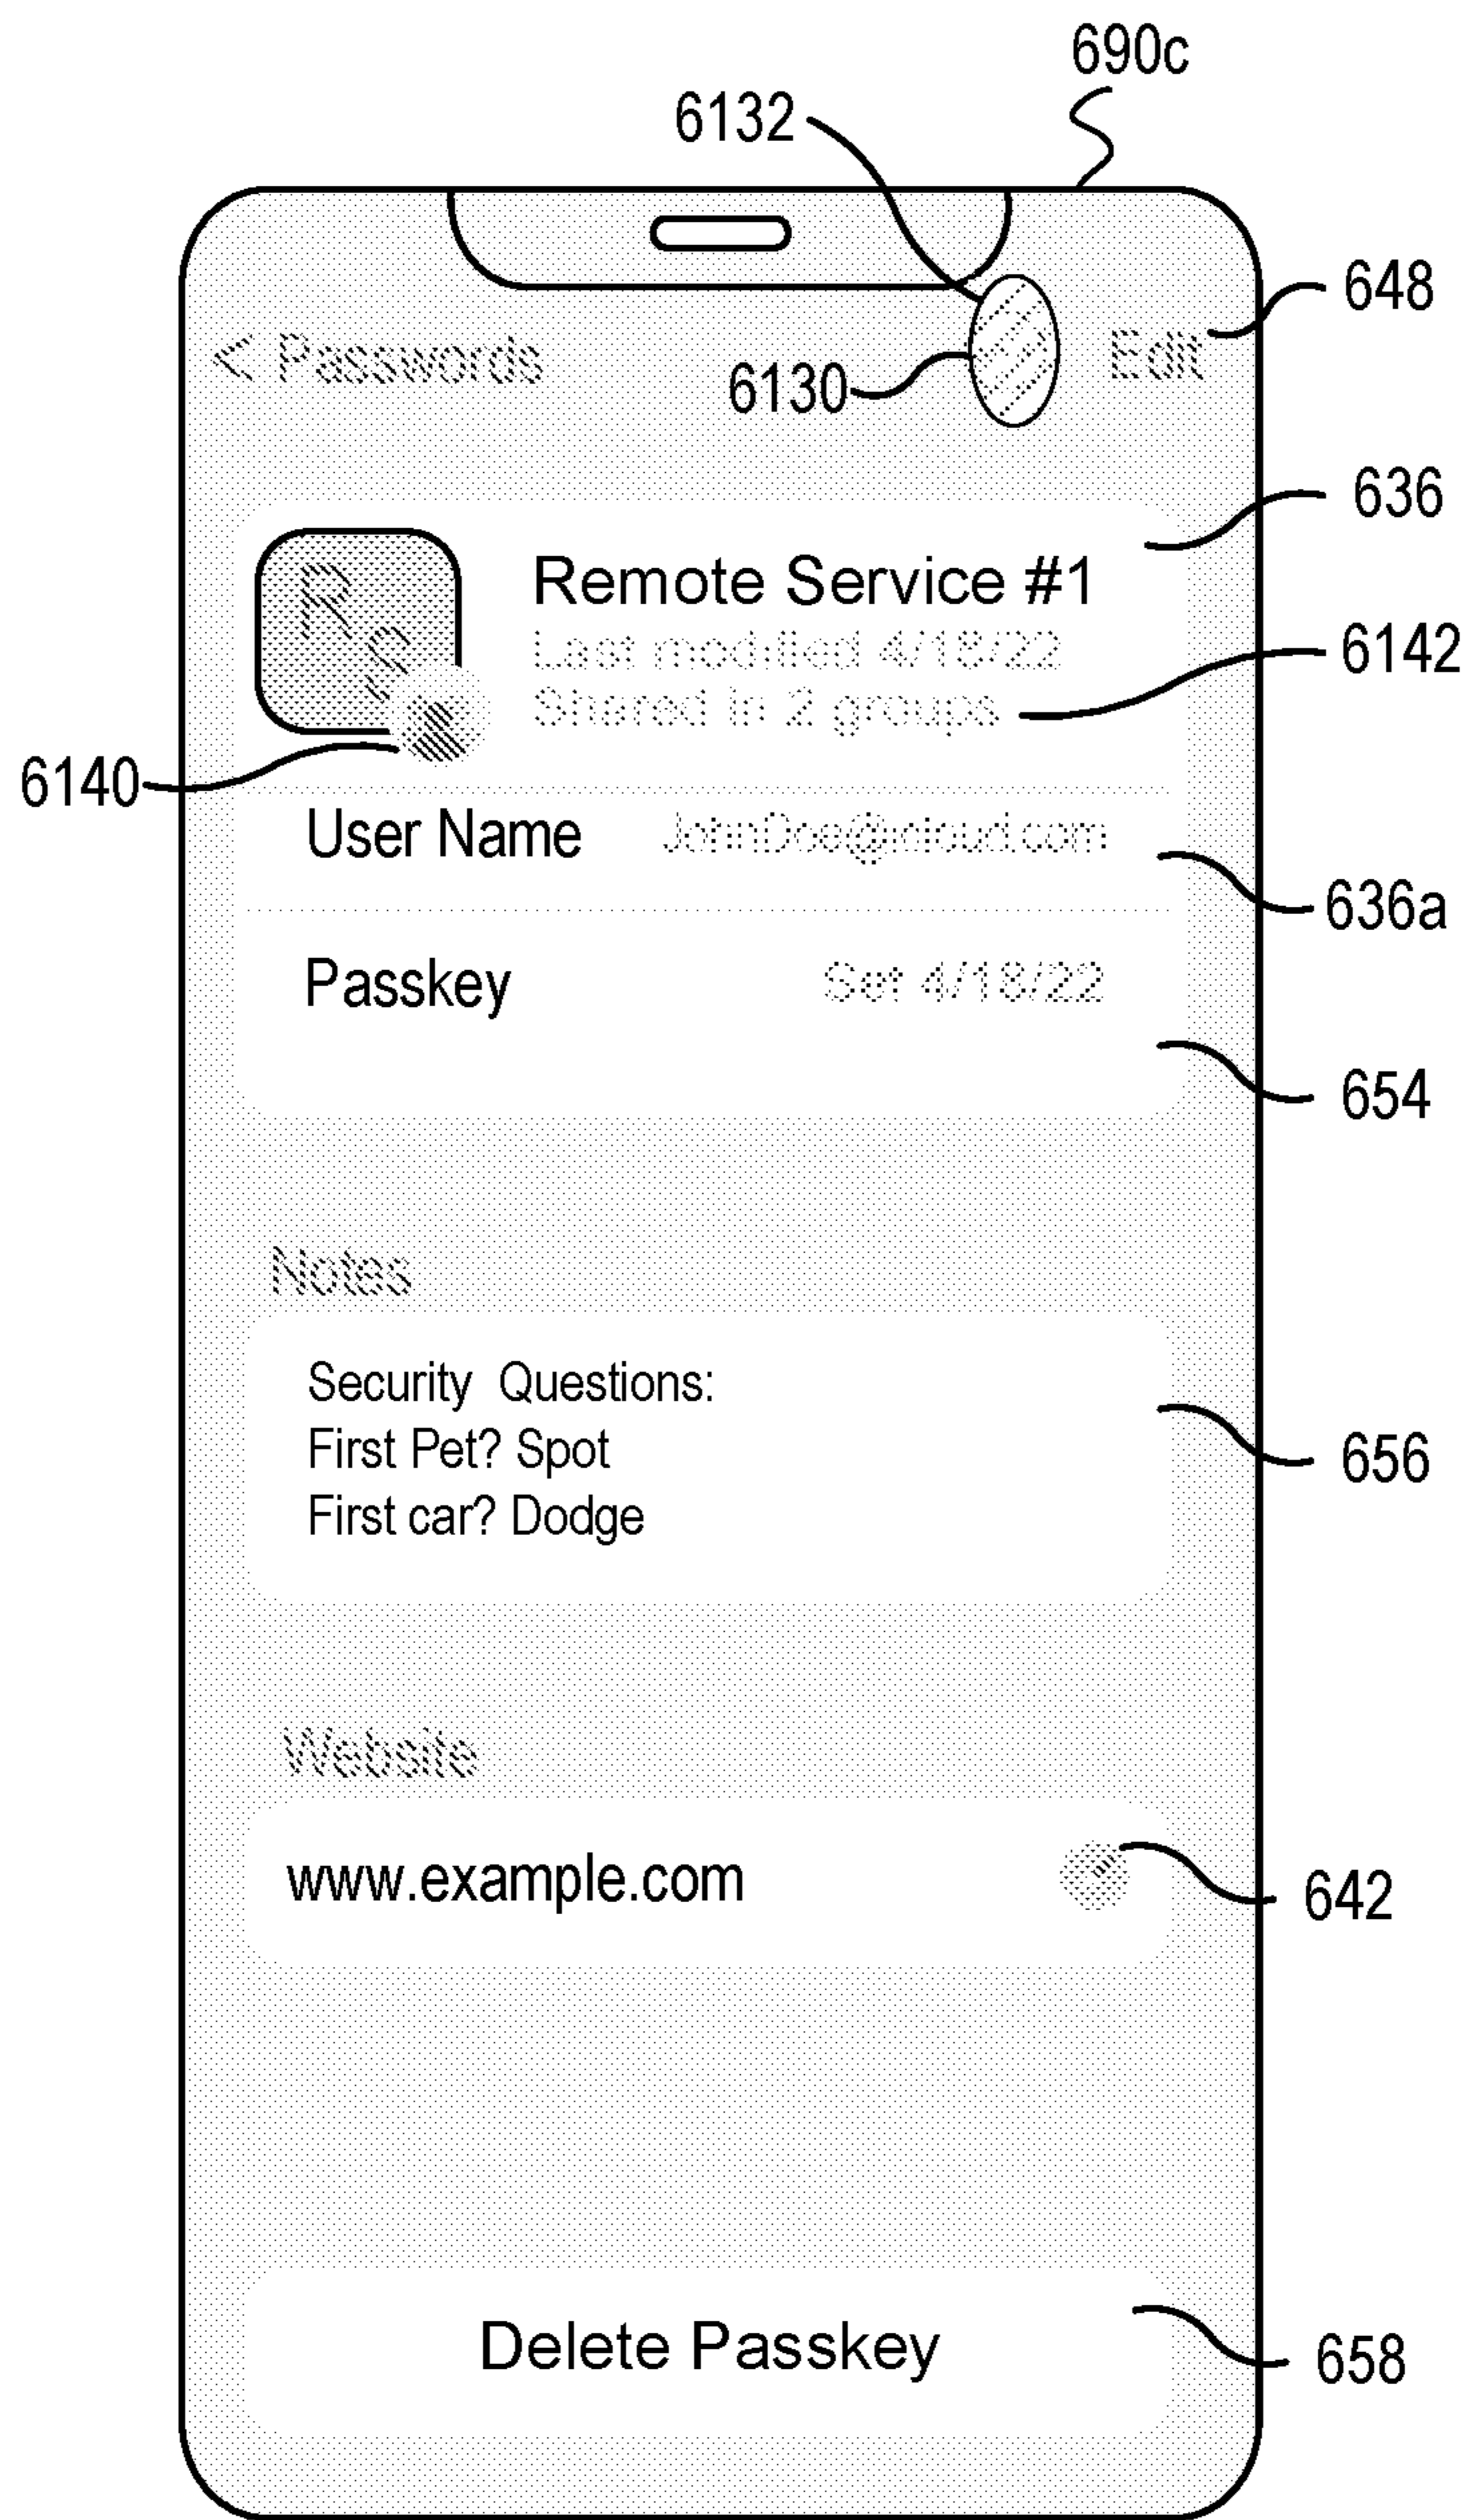 690c
6132
648
< Passwords
6130
Edit
636
R
S
Remote Service #1
Last modified 4/18/22
6142
Shared in 2 groups
6140
User Name JohnDoe@icloud.com
636a
Passkey Set 4/18/22
654
Notes
Security Questions:
First Pet? Spot
656
First car? Dodge
Website
www.example.com
642
Delete Passkey
658